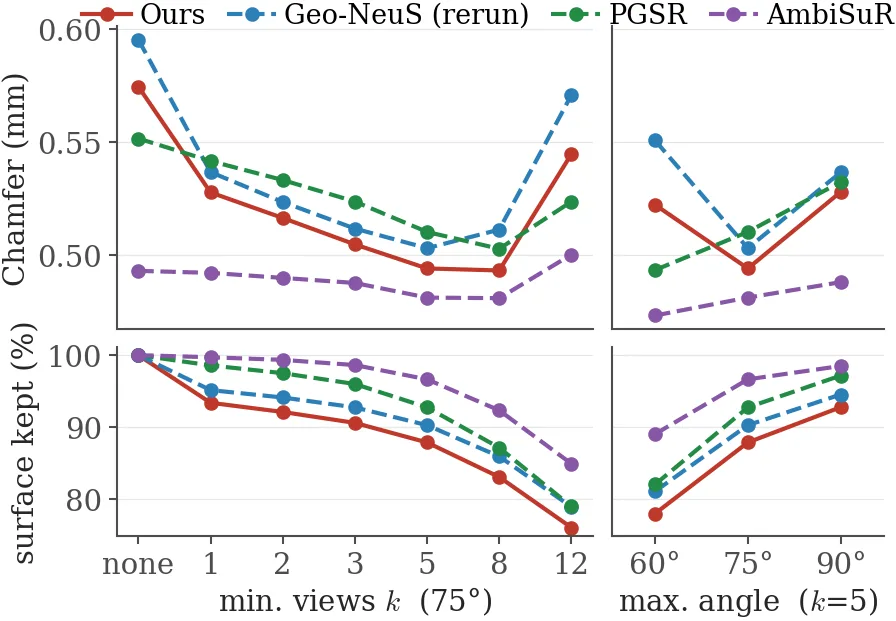 Ours Geo-NeuS (rerun) PGSR AmbiSuR
Chamfer (mm)
0.60
0.55
0.50
surface kept (%)
100
90
80
none 1 2 3 5 8 12
60° 75° 90°
min. views k (75°)
max. angle (k=5)